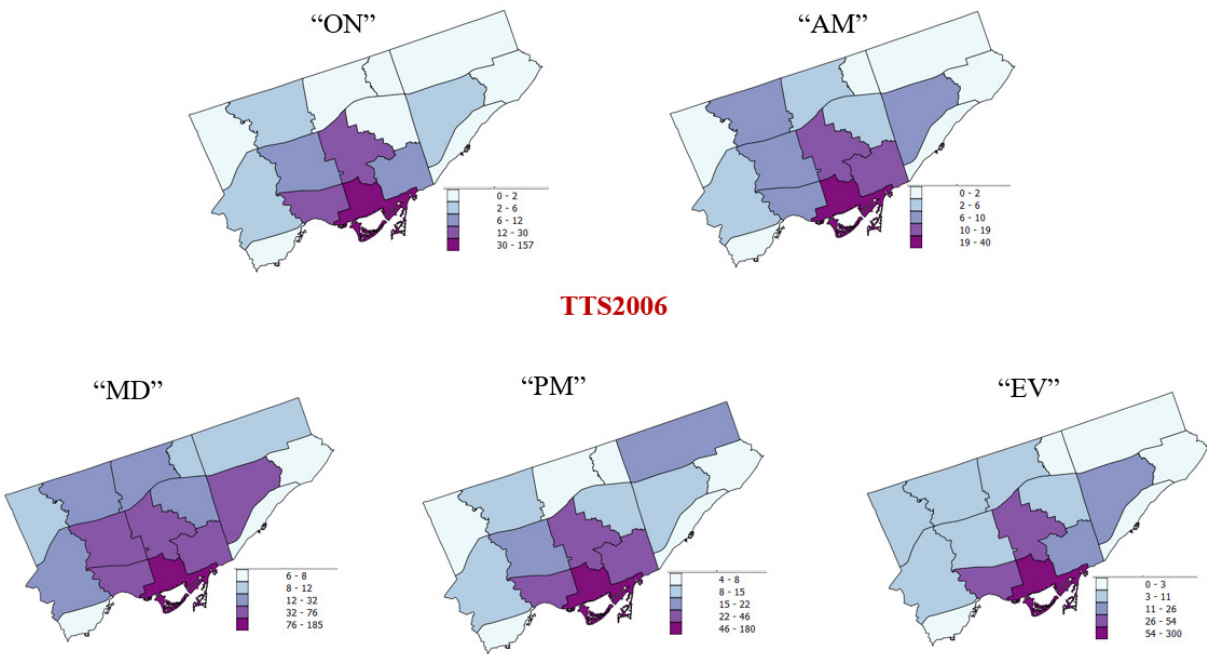 “ON”
0 - 2
2 - 6
6 - 12
12 - 30
30 - 157
“AM”
0 - 2
2 - 6
6 - 10
10 - 19
19 - 40
TTS2006
“MD”
6 - 8
8 - 12
12 - 32
32 - 76
76 - 185
“PM”
4 - 8
8 - 15
15 - 22
22 - 46
46 - 180
“EV”
0 - 3
3 - 11
11 - 26
26 - 54
54 - 300